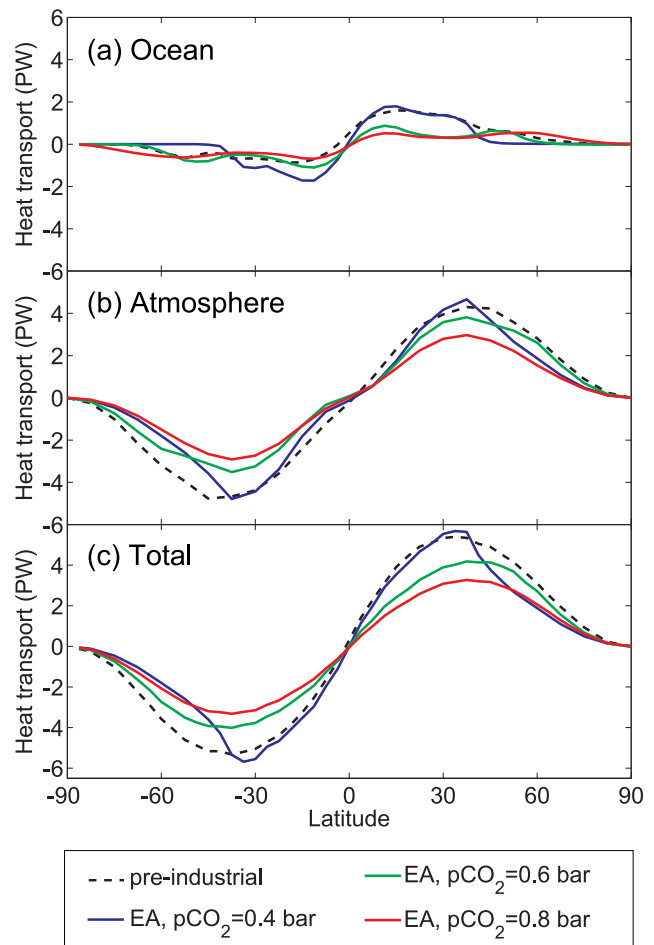 6
(a) Ocean
4
2
0
-2
-4
-6
Heat transport (PW)
(b) Atmosphere
4
2
0
-2
-4
-6
Heat transport (PW)
(c) Total
4
2
0
-2
-4
-6
Heat transport (PW)
-90 -60 -30 0 30 60 90
Latitude
pre-industrial
EA, pCO₂=0.6 bar
EA, pCO₂=0.4 bar
EA, pCO₂=0.8 bar